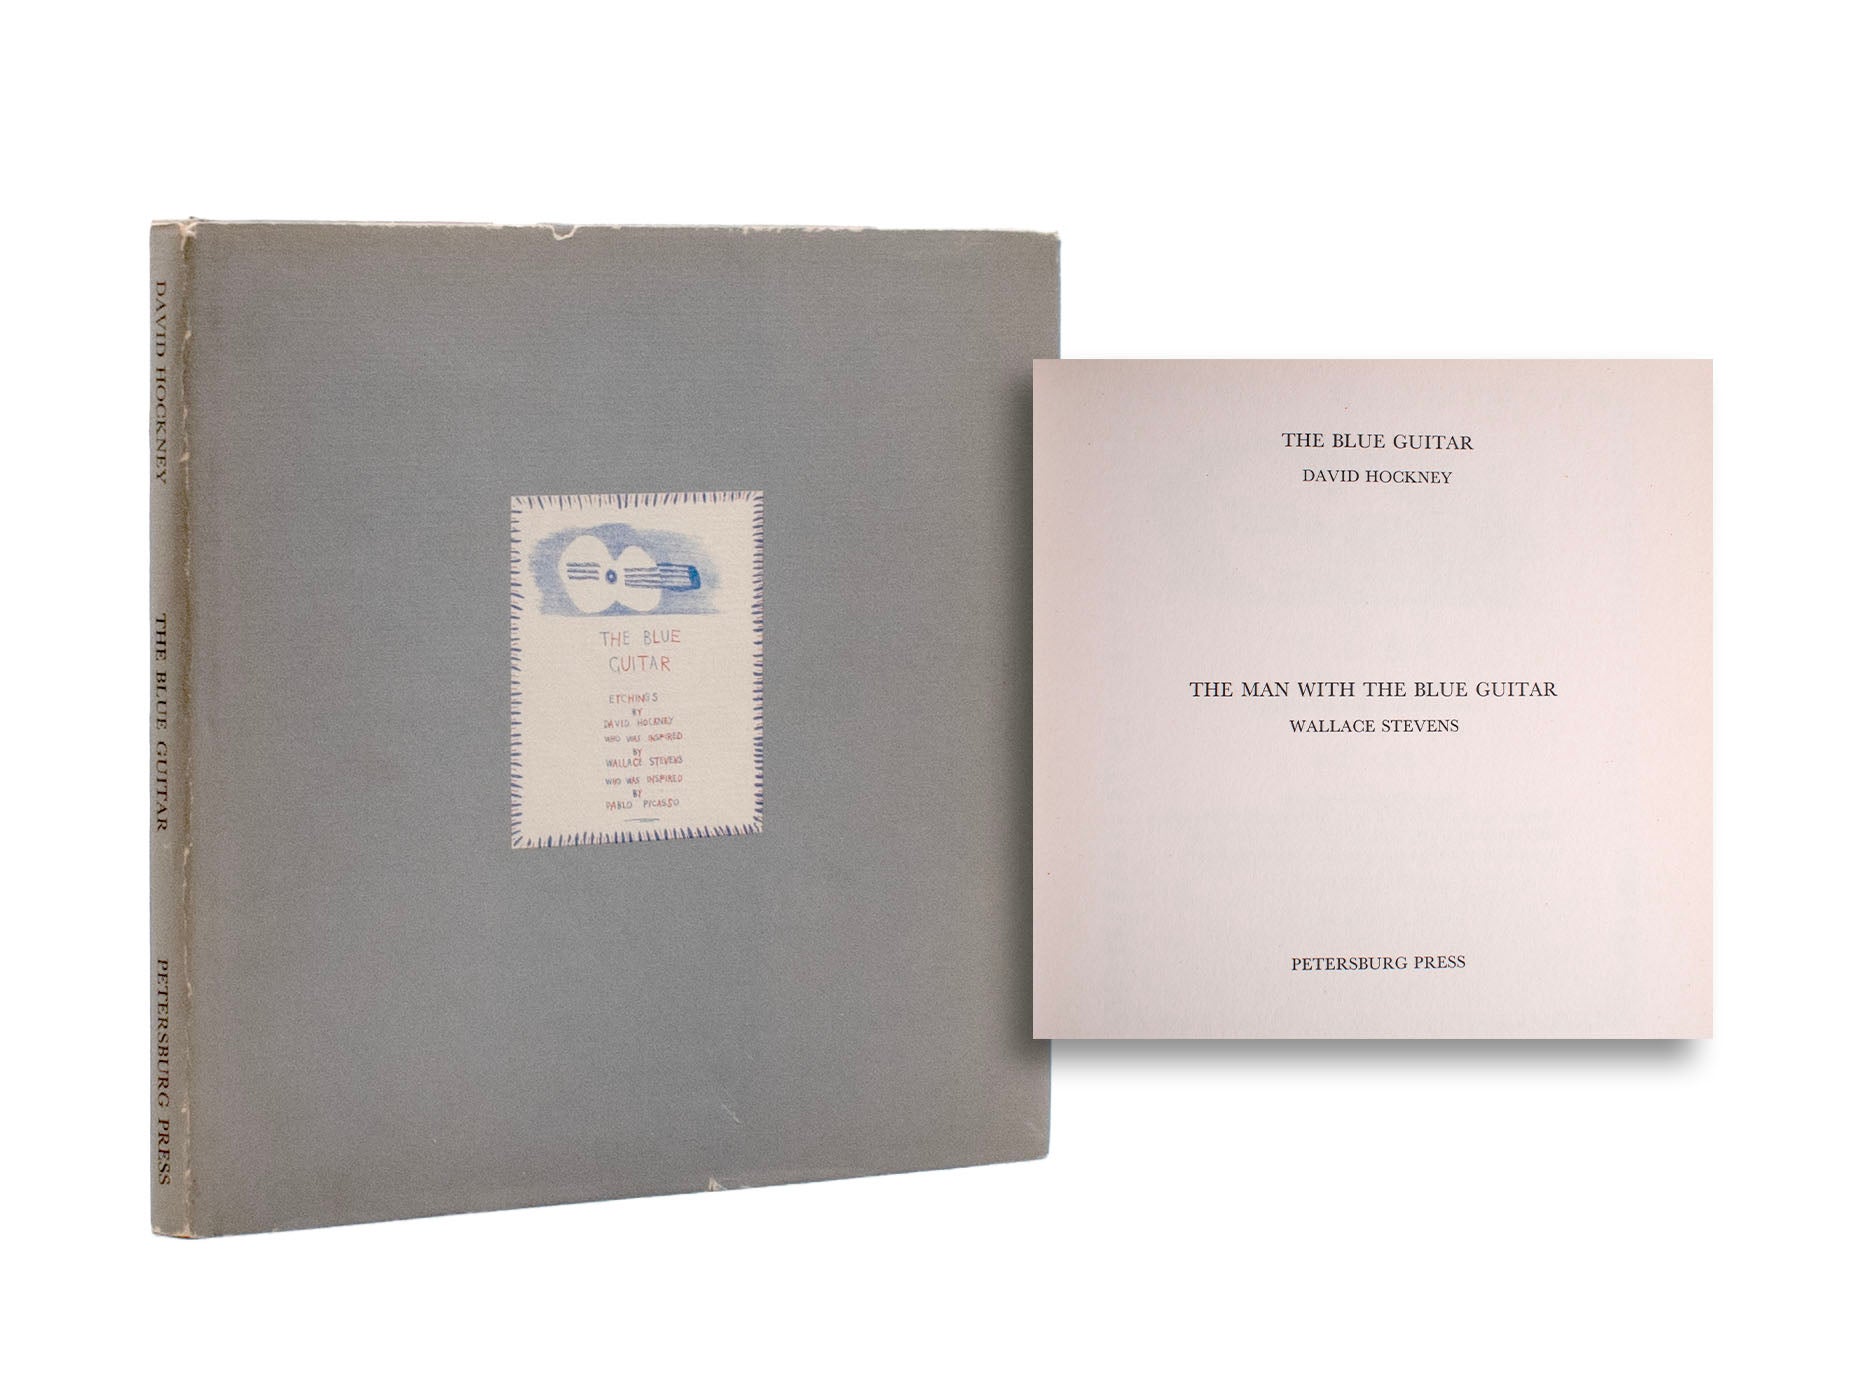 DAVID HOCKNEY
THE BLUE GUITAR
PETERSBURG PRESS
THE BLUE
GUITAR
ETCHINGS
BY
DAVID HOCKNEY
WHO WAS INSPIRED
BY
WALLACE STEVENS
WHO WAS INSPIRED
BY
PABLO PICASSO
THE BLUE GUITAR
DAVID HOCKNEY
THE MAN WITH THE BLUE GUITAR
WALLACE STEVENS
PETERSBURG PRESS